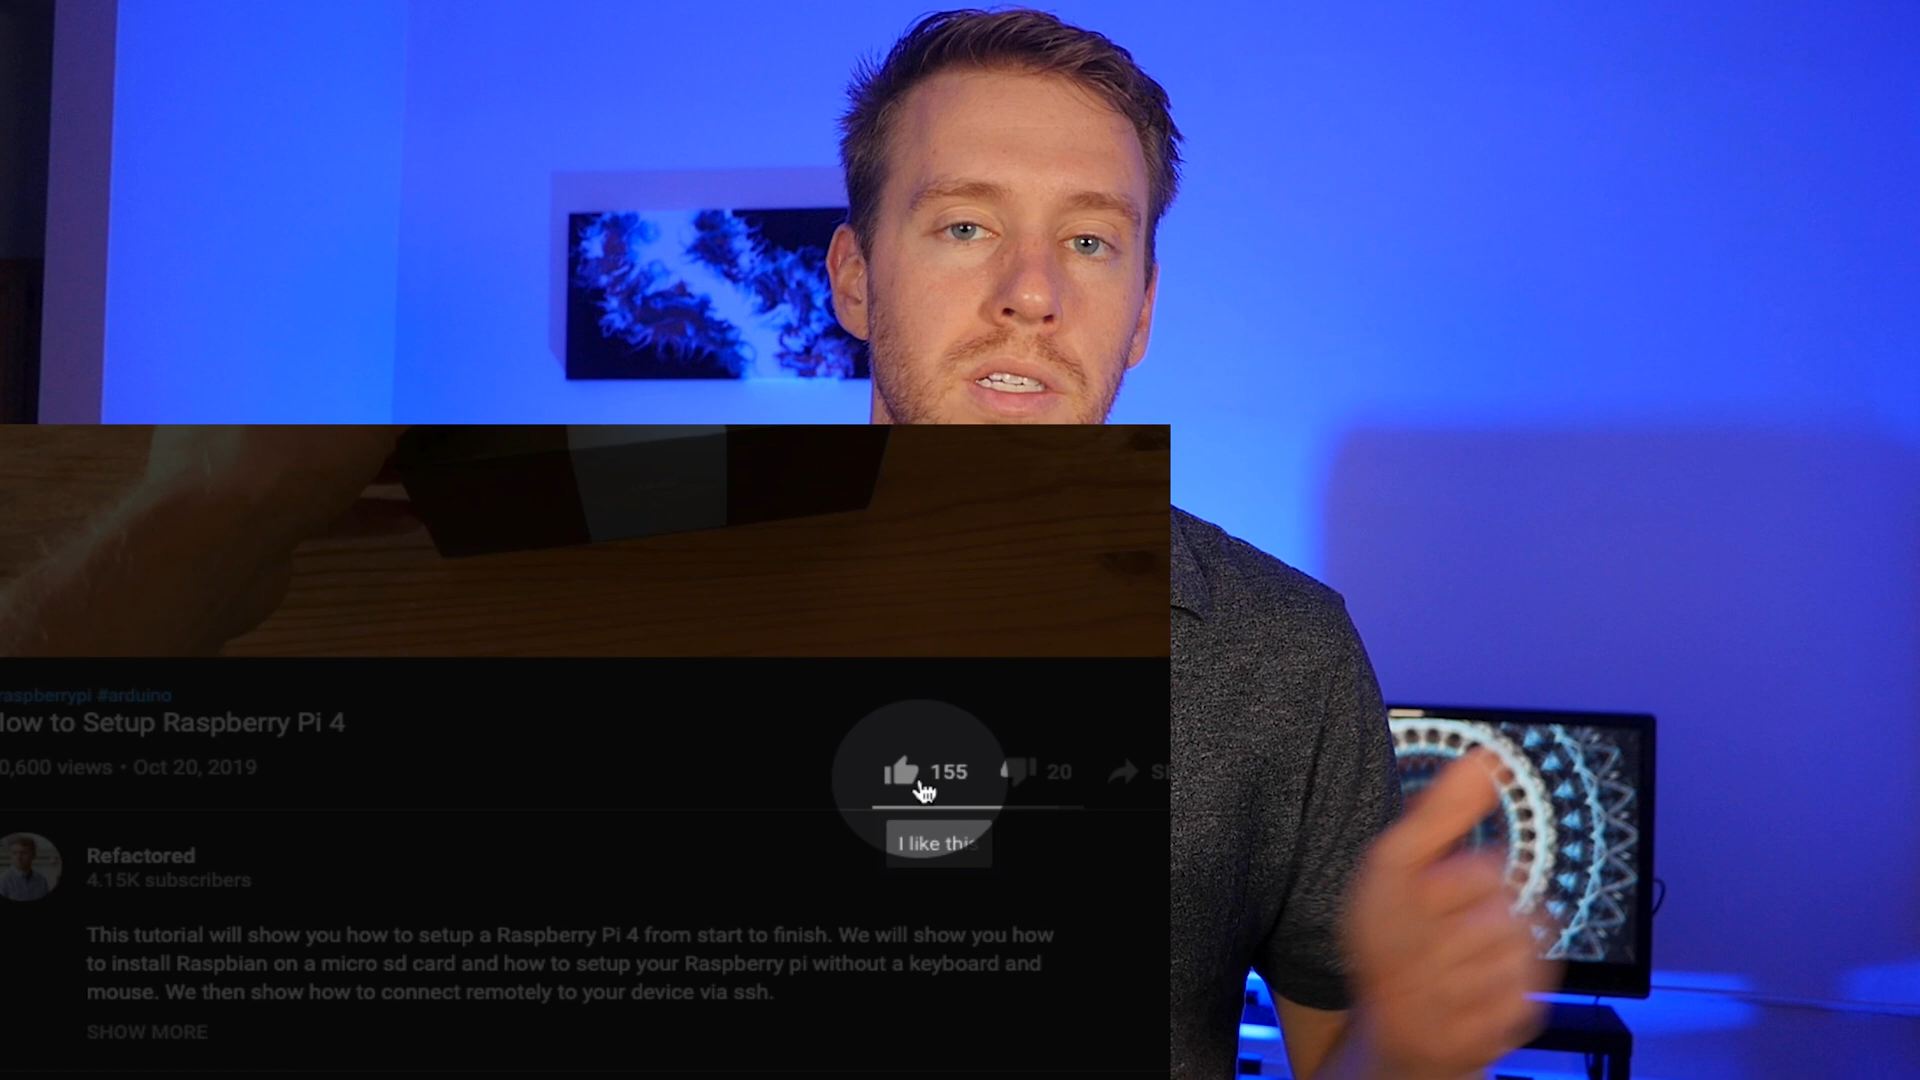 raspberrypi #arduino
low to Setup Raspberry Pi 4
0,600 views • Oct 20, 2019
155
20
I like this
Refactored
4.15K subscribers
This tutorial will show you how to setup a Raspberry Pi 4 from start to finish. We will show you how
to install Raspbian on a micro sd card and how to setup your Raspberry pi without a keyboard and
mouse. We then show how to connect remotely to your device via ssh.
SHOW MORE